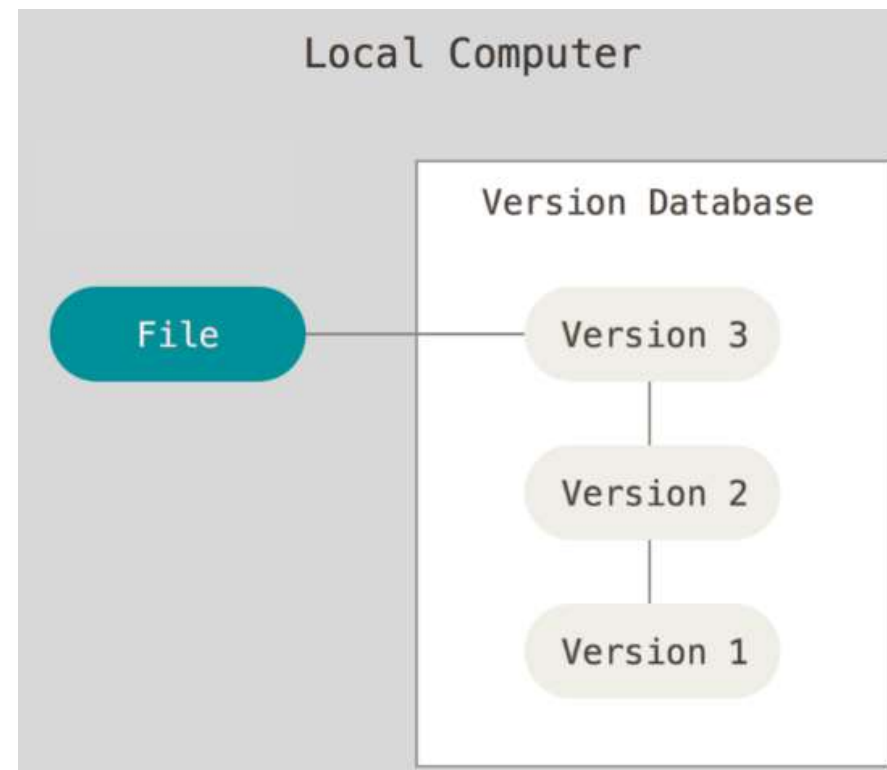 Local Computer
Version Database
File
Version 3
Version 2
Version 1